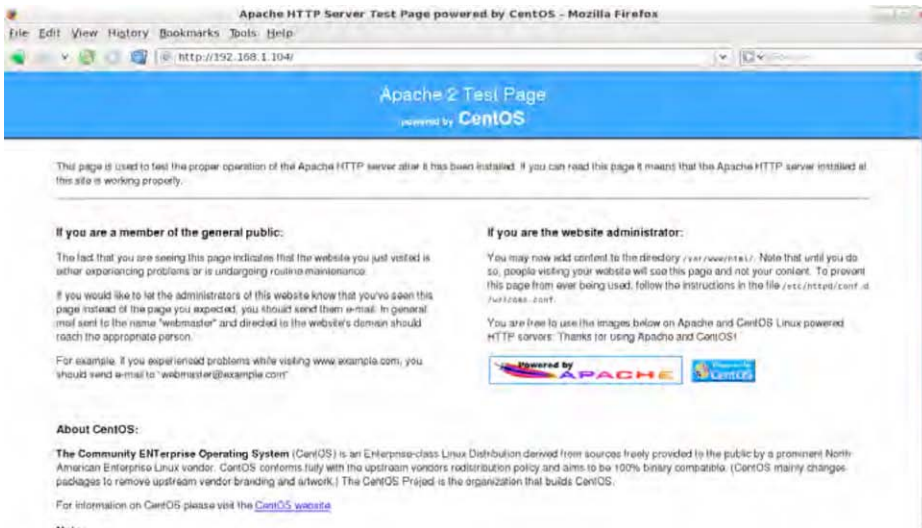 Apache HTTP Server Test Page powered by CentOS - Mozilla Firefox
File Edit View History Bookmarks Tools Help
http://192.168.1.104/
Apache 2 Test Page
powered by CentOS
This page is used to test the proper operation of the Apache HTTP server after it has been installed. If you can read this page it means that the Apache HTTP server installed at
this site is working properly.
If you are a member of the general public:
The fact that you are seeing this page indicates that the website you just visited is
either experiencing problems or is undergoing routine maintenance.
If you would like to let the administrators of this website know that you've seen this
page instead of the page you expected, you should send them e-mail. In general,
mail sent to the name "webmaster" and directed to the website's domain should
reach the appropriate person.
For example, if you experienced problems while visiting www.example.com, you
should send e-mail to "webmaster@example.com".
If you are the website administrator:
You may now add content to the directory /var/www/html/. Note that until you do
so, people visiting your website will see this page and not your content. To prevent
this page from ever being used, follow the instructions in the file /etc/httpd/conf.d
/welcome.conf.
You are free to use the images below on Apache and CentOS Linux powered
HTTP servers. Thanks for using Apache and CentOS!
Powered by
APACHE
CentOS
About CentOS:
The Community ENTerprise Operating System (CentOS) is an Enterprise-class Linux Distribution derived from sources freely provided to the public by a prominent North
American Enterprise Linux vendor. CentOS conforms fully with the upstream vendors redistribution policy and aims to be 100% binary compatible. (CentOS mainly changes
packages to remove upstream vendor branding and artwork.) The CentOS Project is the organization that builds CentOS.
For information on CentOS please visit the CentOS website.